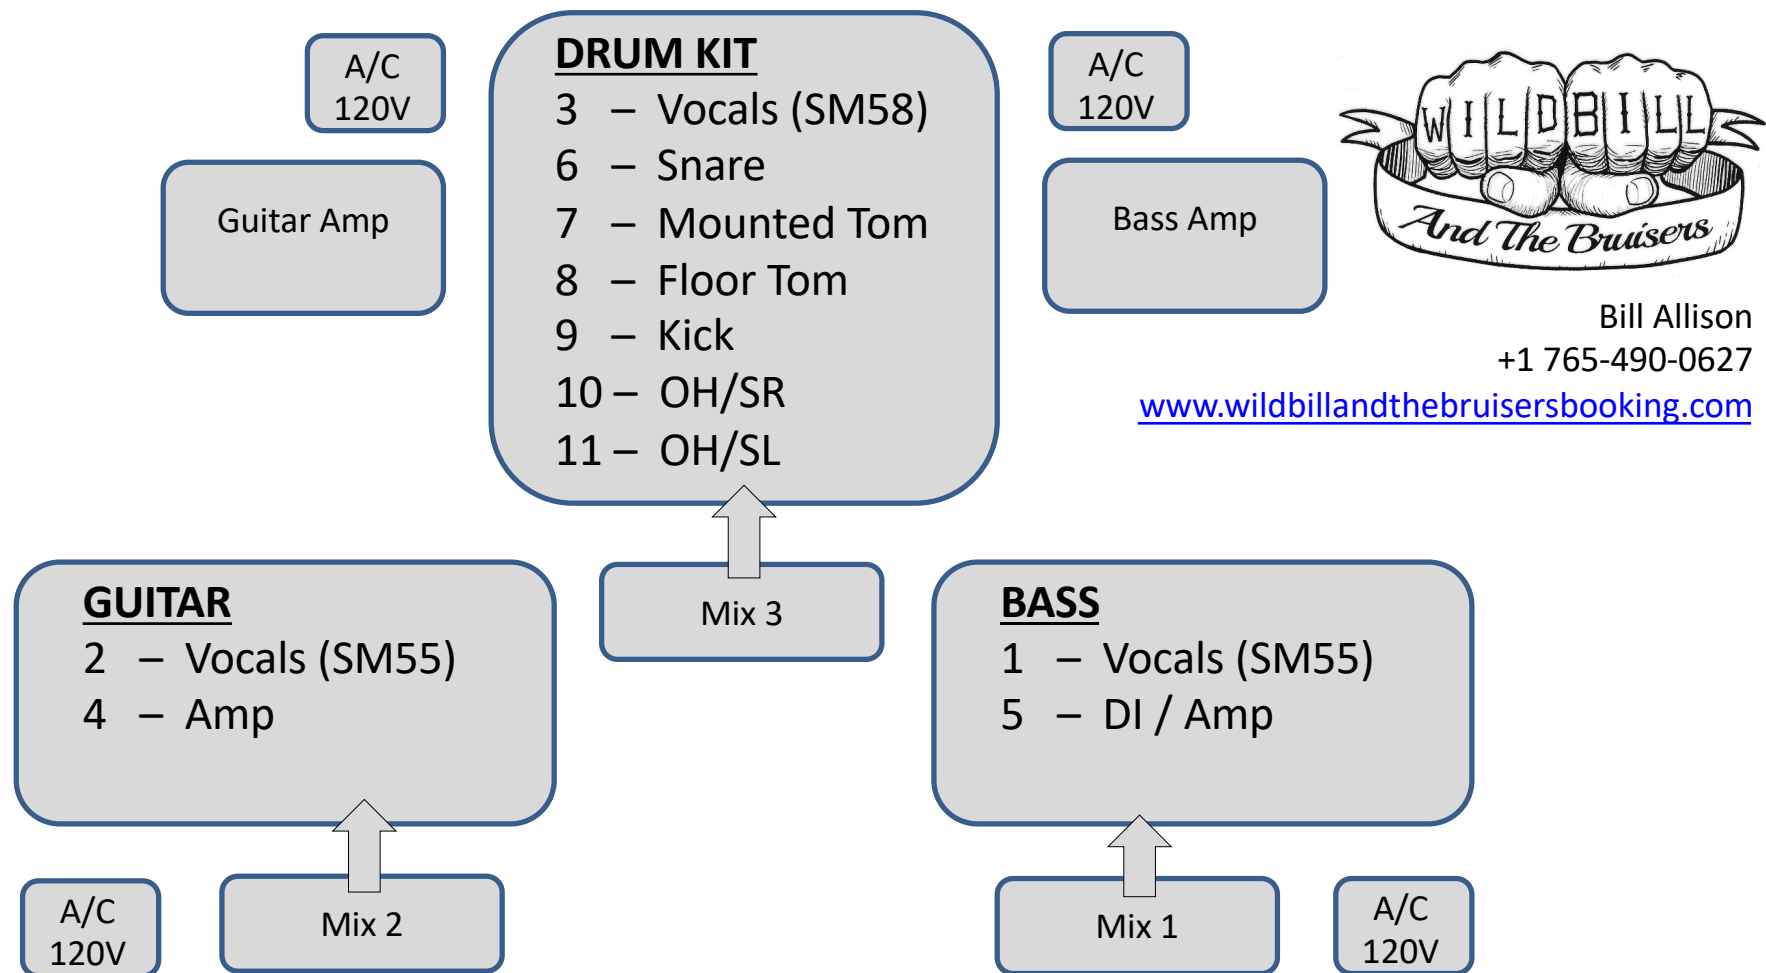 A/C
120V
Guitar Amp
DRUM KIT
3 – Vocals (SM58)
6 – Snare
7 – Mounted Tom
8 – Floor Tom
9 – Kick
10 – OH/SR
11 – OH/SL
A/C
120V
Bass Amp
WILD BILL
And The Bruisers
Bill Allison
+1 765-490-0627
www.wildbillandthebruisersbooking.com
GUITAR
2 – Vocals (SM55)
4 – Amp
Mix 3
BASS
1 – Vocals (SM55)
5 – DI / Amp
A/C
120V
Mix 2
Mix 1
A/C
120V